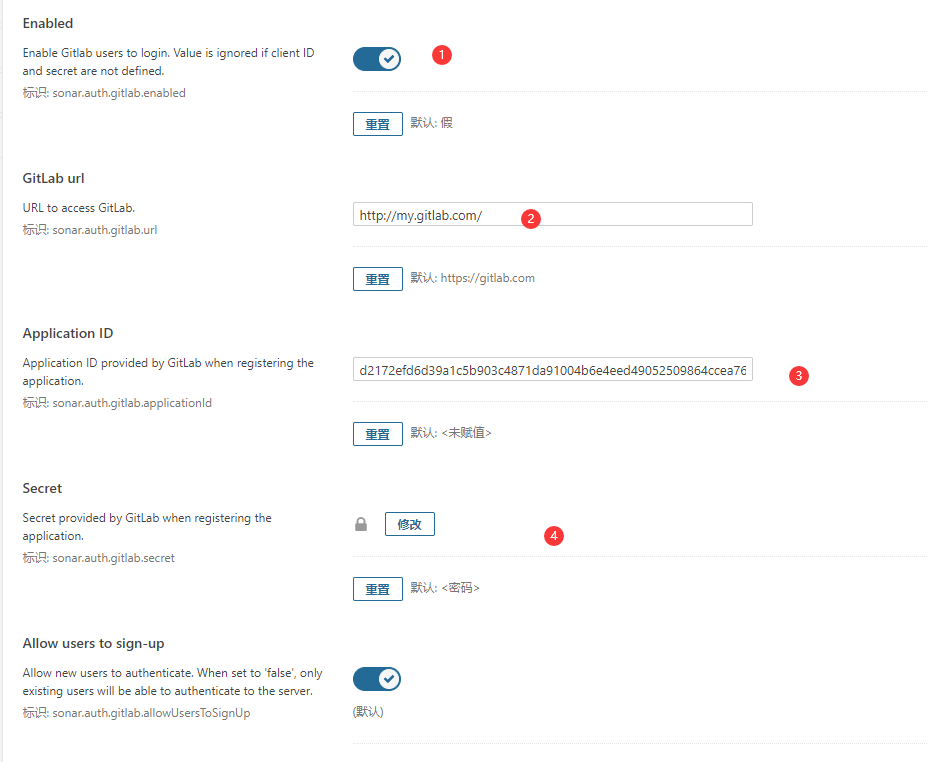 Enabled
Enable Gitlab users to login. Value is ignored if client ID
and secret are not defined.
标识: sonar.auth.gitlab.enabled
1
重置 默认: 假
GitLab url
URL to access GitLab.
标识: sonar.auth.gitlab.url
http://my.gitlab.com/
2
重置 默认: https://gitlab.com
Application ID
Application ID provided by GitLab when registering the
application.
标识: sonar.auth.gitlab.applicationId
d2172efd6d39a1c5b903c4871da91004b6e4eed49052509864ccea76
3
重置 默认: <未赋值>
Secret
Secret provided by GitLab when registering the
application.
标识: sonar.auth.gitlab.secret
修改
4
重置 默认: <密码>
Allow users to sign-up
Allow new users to authenticate. When set to 'false', only
existing users will be able to authenticate to the server.
标识: sonar.auth.gitlab.allowUsersToSignUp
(默认)